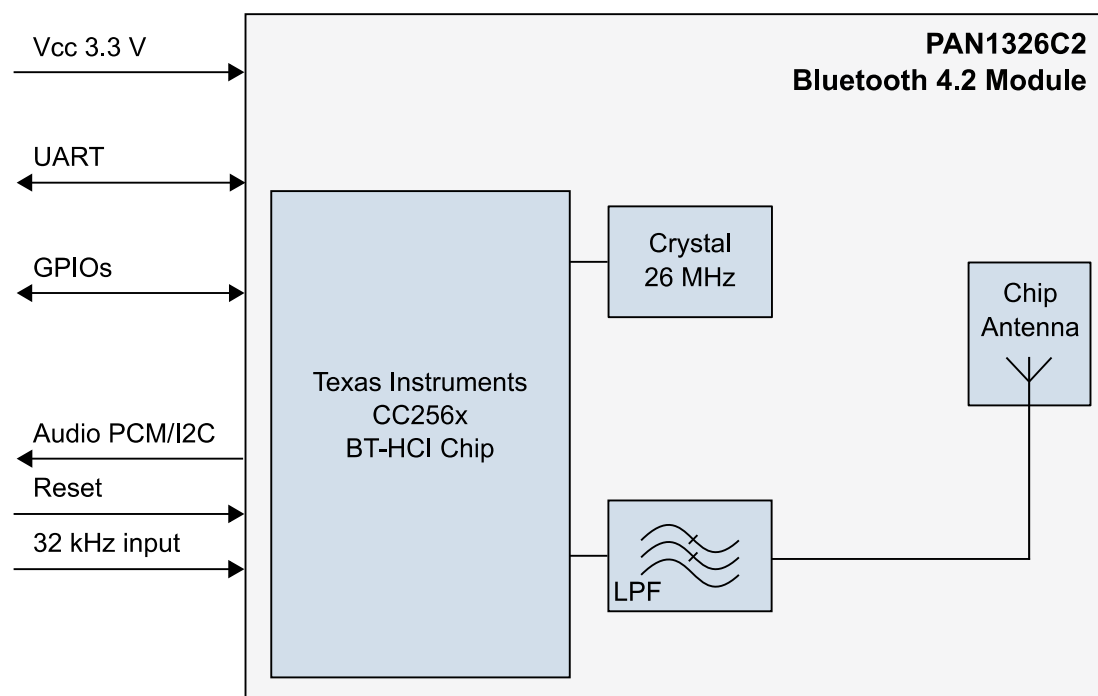 Vcc 3.3 V
UART
GPIOs
Audio PCM/I2C
Reset
32 kHz input
PAN1326C2
Bluetooth 4.2 Module
Texas Instruments
CC256x
BT-HCI Chip
Crystal
26 MHz
LPF
Chip
Antenna